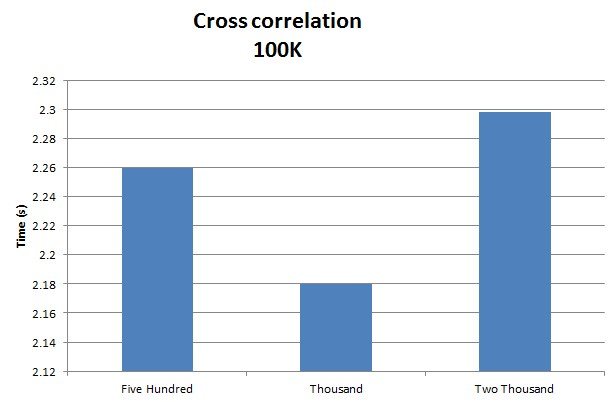 Cross correlation
100K
2.32
2.3
2.28
2.26
2.24
2.22
2.2
2.18
2.16
2.14
2.12
Time (s)
Five Hundred
Thousand
Two Thousand